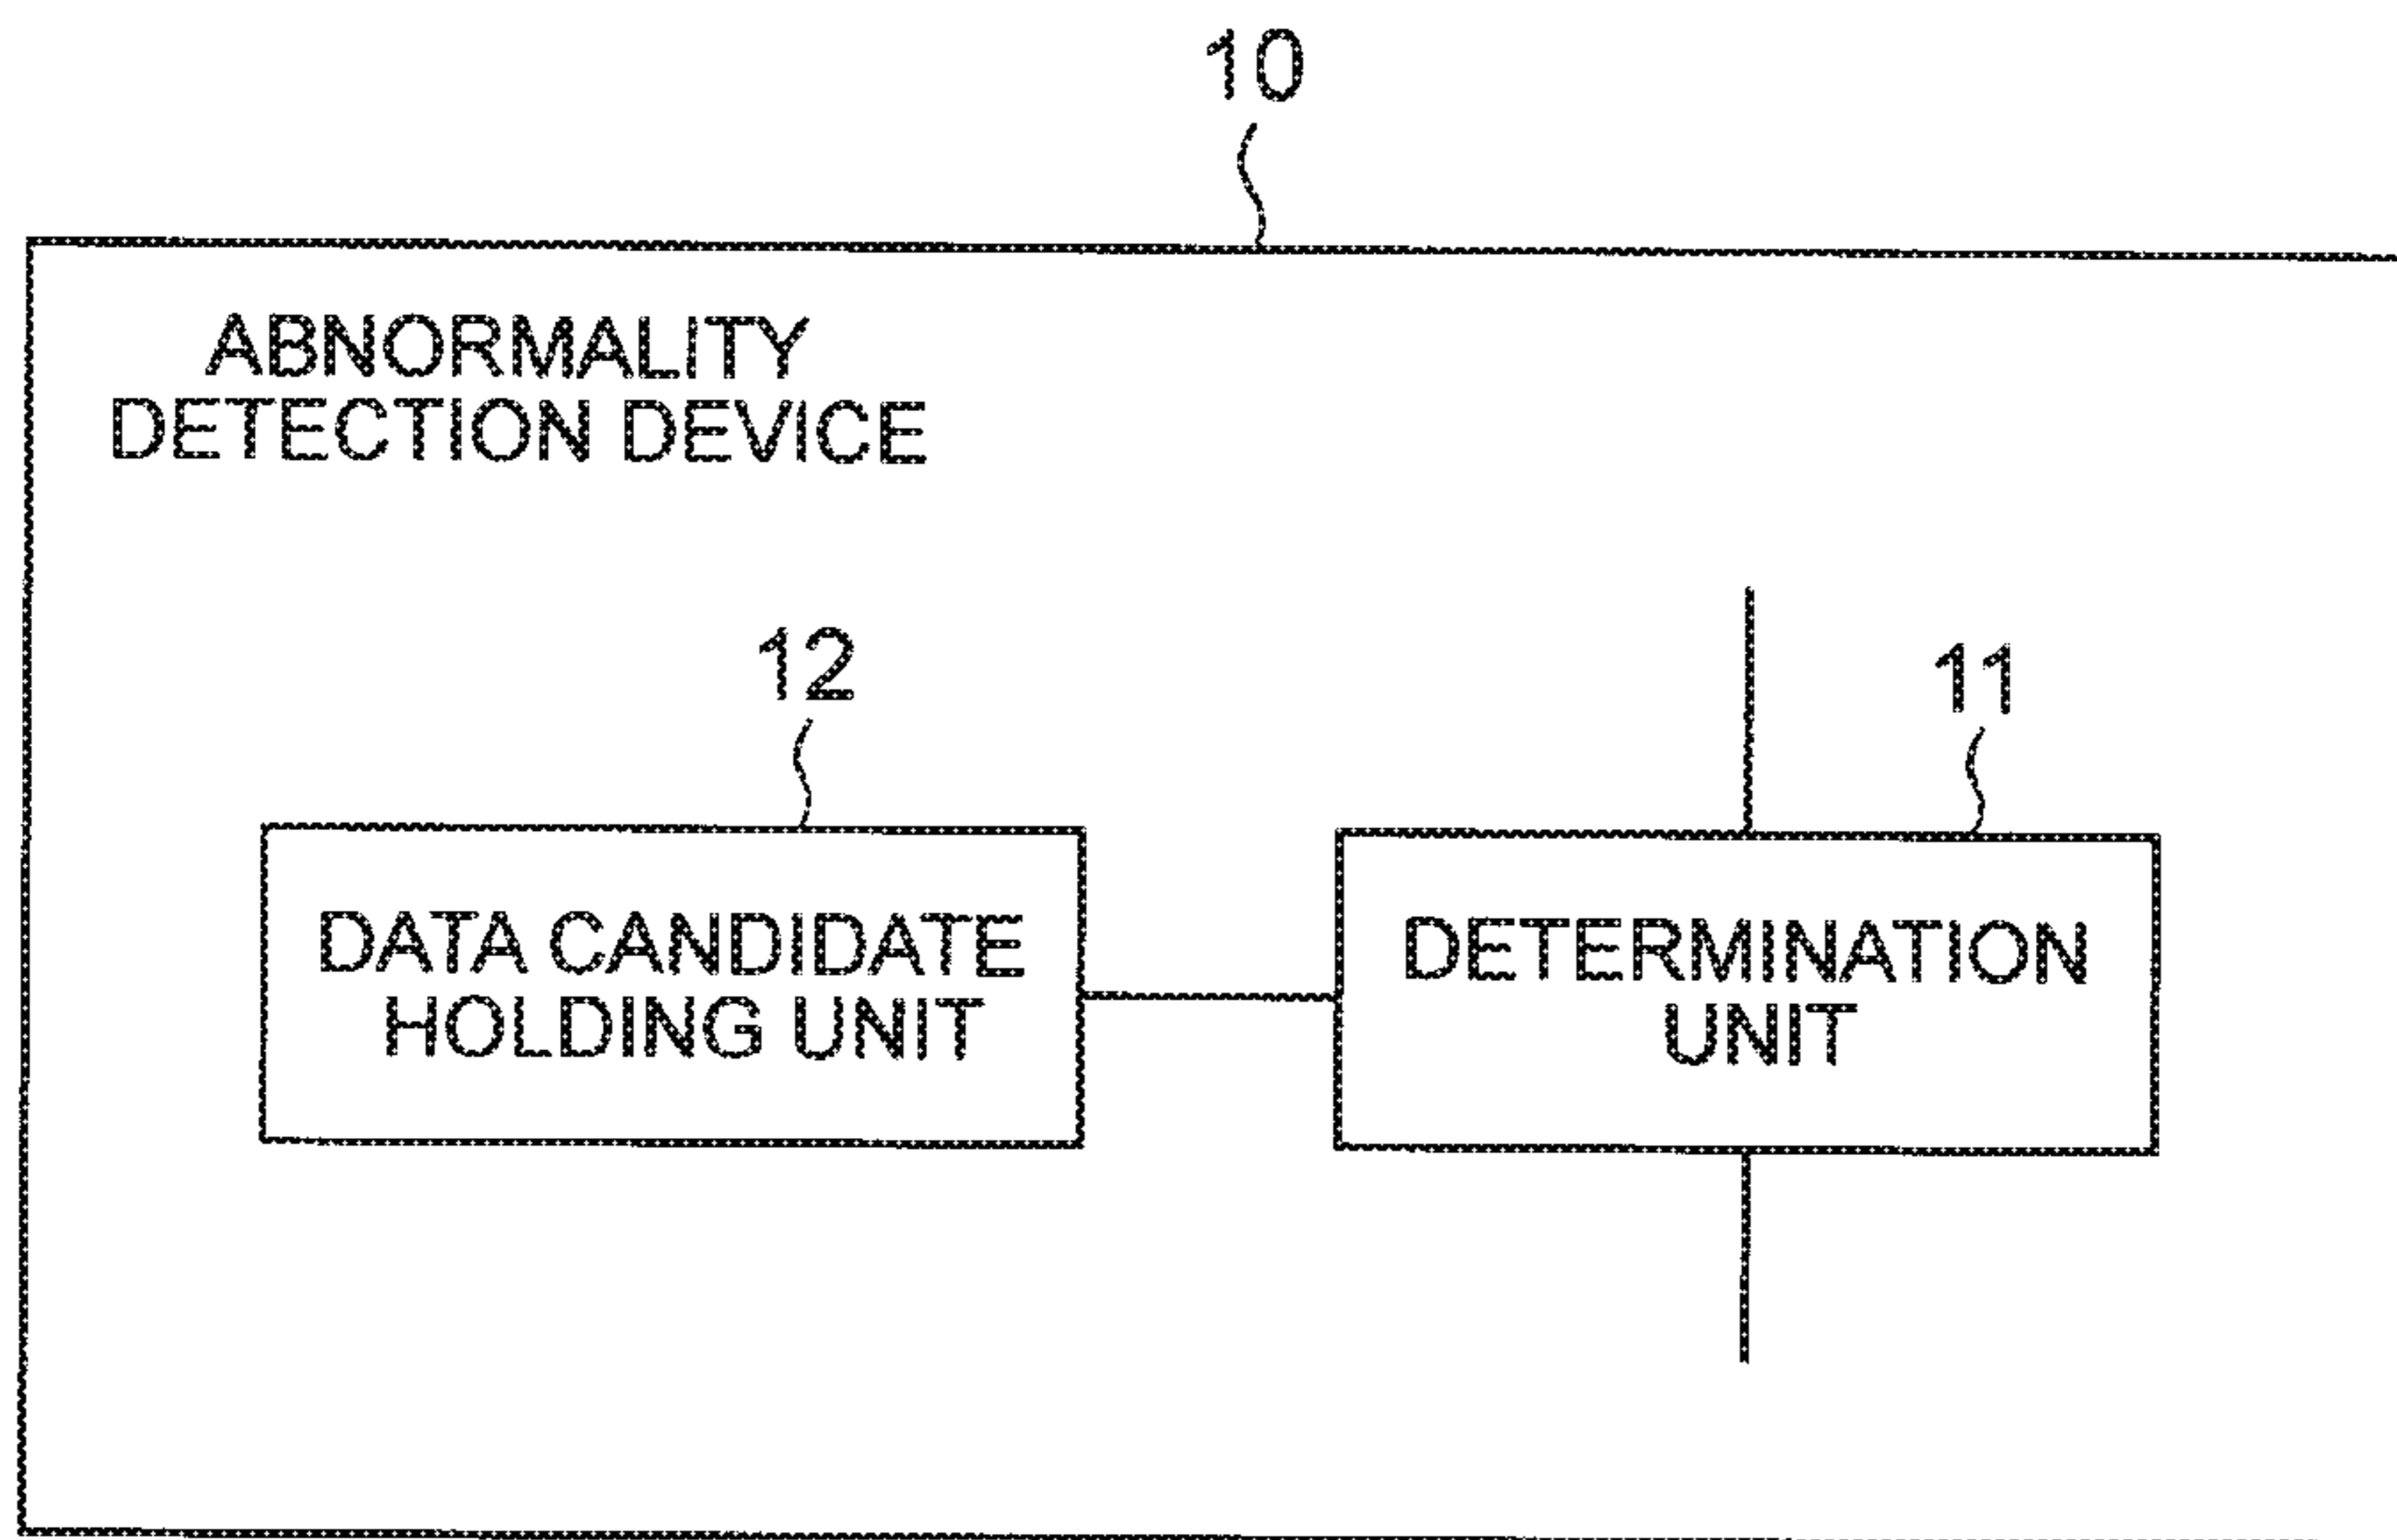 10
ABNORMALITY
DETECTION DEVICE
12
11
DATA CANDIDATE
HOLDING UNIT
DETERMINATION
UNIT